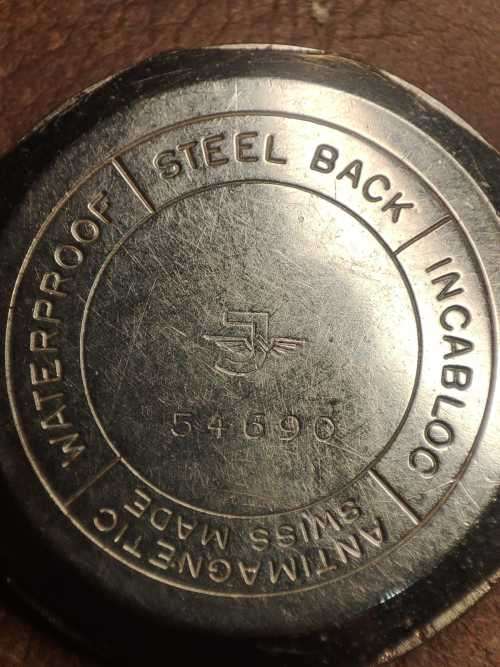 STEEL BACK
INCABLOC
ANTIMAGNETIC
SWISS MADE
WATERPROOF
J
54690